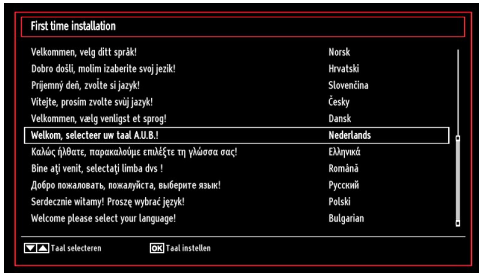 First time installation
Velkommen, velg ditt språk! Norsk
Dobro došli, molim izaberite svoj jezik! Hrvatski
Príjemný deň, zvoľte si jazyk! Slovenčina
Vítejte, prosím zvolte svůj jazyk! Česky
Velkommen, vælg venligst et sprog! Dansk
Welkom, selecteer uw taal A.U.B.! Nederlands
Καλώς ήλθατε, παρακαλούμε επιλέξτε τη γλώσσα σας! Ελληνικά
Bine aţi venit, selectaţi limba dvs ! Română
Добро пожаловать, пожалуйста, выберите язык! Русский
Serdecznie witamy! Proszę wybrać język! Polski
Welcome please select your language! Bulgarian
Taal selecteren OK Taal instellen